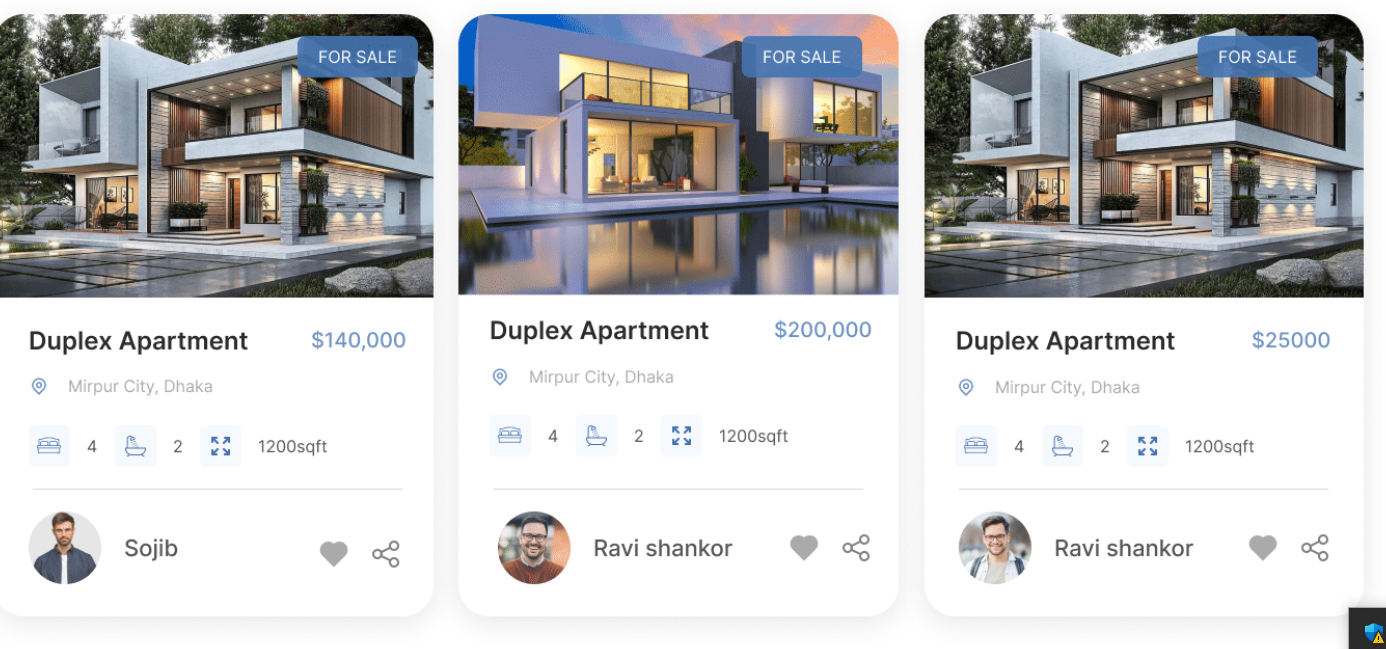 FOR SALE
Duplex Apartment
$140,000
Mirpur City, Dhaka
4
2
1200sqft
Sojib
FOR SALE
Duplex Apartment
$200,000
Mirpur City, Dhaka
4
2
1200sqft
Ravi shankor
FOR SALE
Duplex Apartment
$25000
Mirpur City, Dhaka
4
2
1200sqft
Ravi shankor